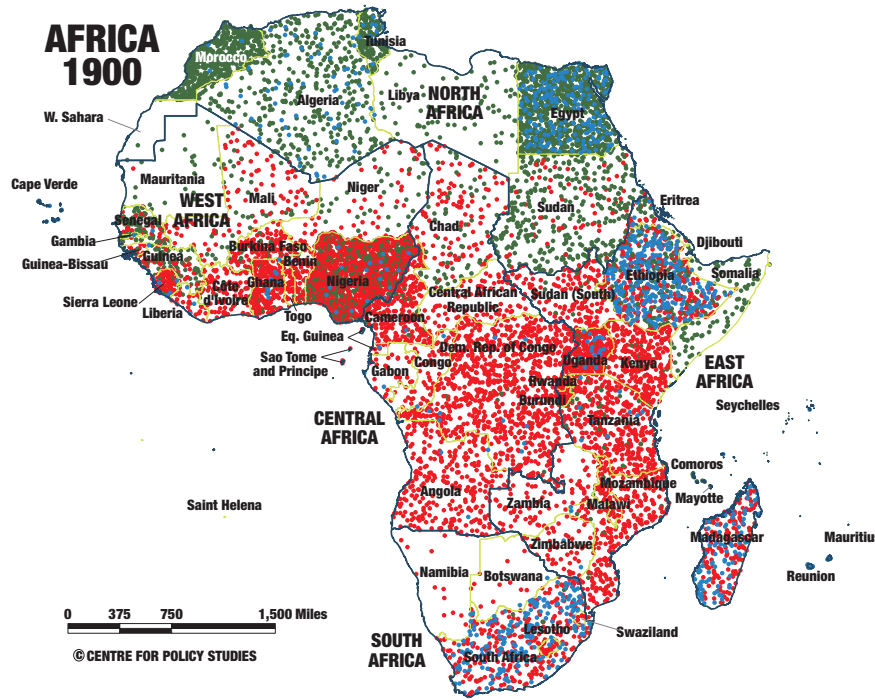 AFRICA
1900
Tunisia
Morocco
Algeria
Libya
NORTH
AFRICA
Egypt
W. Sahara
Mauritania
Cape Verde
WEST
AFRICA
Mali
Niger
Chad
Sudan
Eritrea
Djibouti
Senegal
Gambia
Guinea
Guinea-Bissau
Burkina Faso
Benin
Nigeria
Ghana
Côte
d'Ivoire
Sierra Leone
Liberia
Togo
Cameroon
Central African
Republic
Sudan (South)
Ethiopia
Somalia
Eq. Guinea
Sao Tome
and Principe
Gabon
Congo
Dem. Rep. of Congo
Uganda
Kenya
Rwanda
Burundi
EAST
AFRICA
Tanzania
Seychelles
CENTRAL
AFRICA
Comoros
Mayotte
Saint Helena
Angola
Zambia
Malawi
Mozambique
Madagascar
Mauritiu
Reunion
Zimbabwe
Namibia
Botswana
0 375 750 1,500 Miles
Lesotho
Swaziland
South Africa
SOUTH
AFRICA
© CENTRE FOR POLICY STUDIES